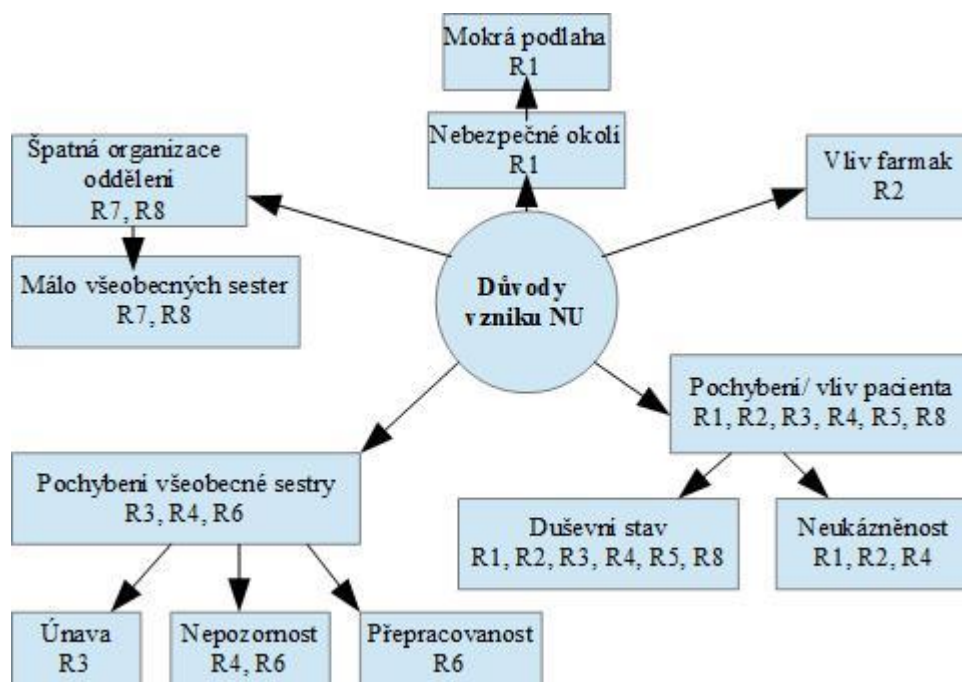 Mokrá podlaha
R1
Nebezpečné okolí
R1
Špatná organizace
oddělení
R7, R8
Vliv farmak
R2
Málo všeobecných sester
R7, R8
Důvody
vzniku NU
Pochybení/ vliv pacienta
R1, R2, R3, R4, R5, R8
Pochybení všeobecné sestry
R3, R4, R6
Duševní stav
R1, R2, R3, R4, R5, R8
Neukázněnost
R1, R2, R4
Únava
R3
Nepozornost
R4, R6
Přepracovanost
R6